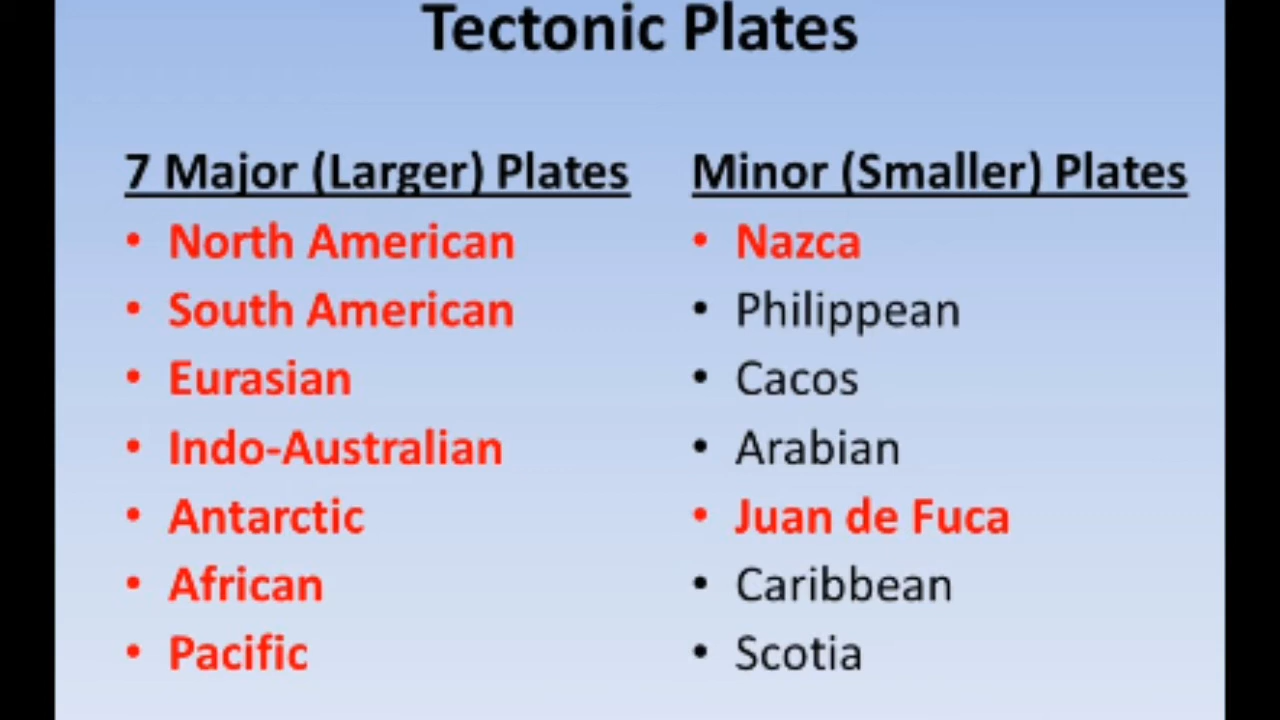 Tectonic Plates
7 Major (Larger) Plates
• North American
• South American
• Eurasian
• Indo-Australian
• Antarctic
• African
• Pacific
Minor (Smaller) Plates
• Nazca
• Philippean
• Cacos
• Arabian
• Juan de Fuca
• Caribbean
• Scotia